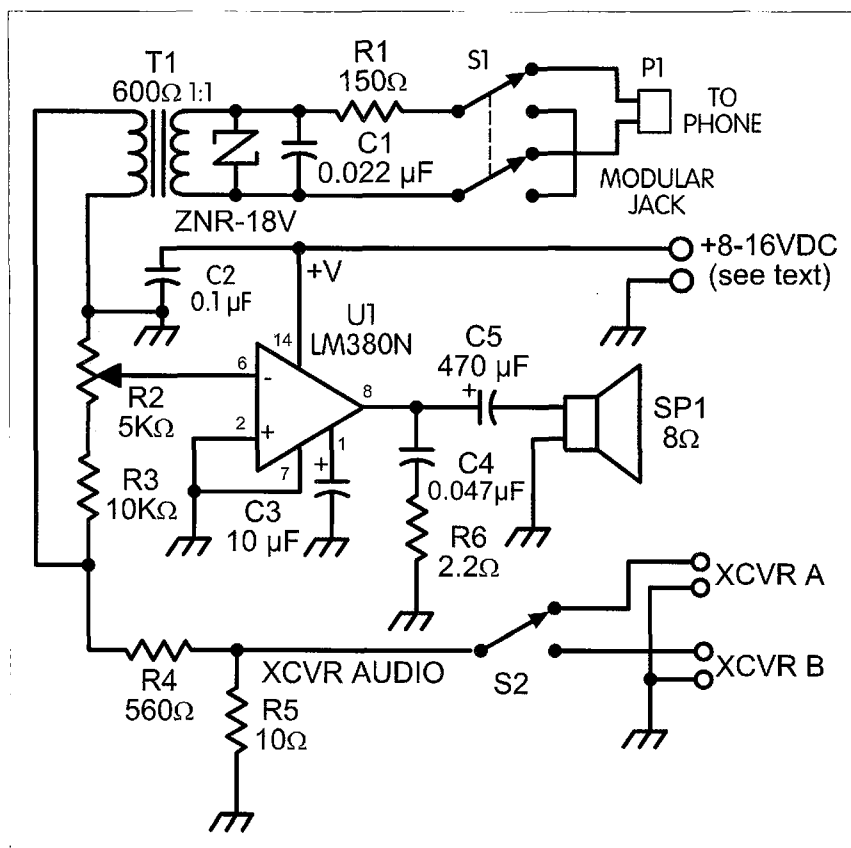 T1
600Ω 1:1
R1
150Ω
S1
P1
TO
PHONE
C1
0.022 µF
MODULAR
JACK
ZNR-18V
C2
0.1 µF
+V
+8-16VDC
(see text)
U1
LM380N
14
6
-
2
+
7
1
8
R2
5KΩ
R3
10KΩ
C3
10 µF
+
C5
470 µF
+
SP1
8Ω
C4
0.047µF
R6
2.2Ω
XCVR A
XCVR B
S2
XCVR AUDIO
R4
560Ω
R5
10Ω